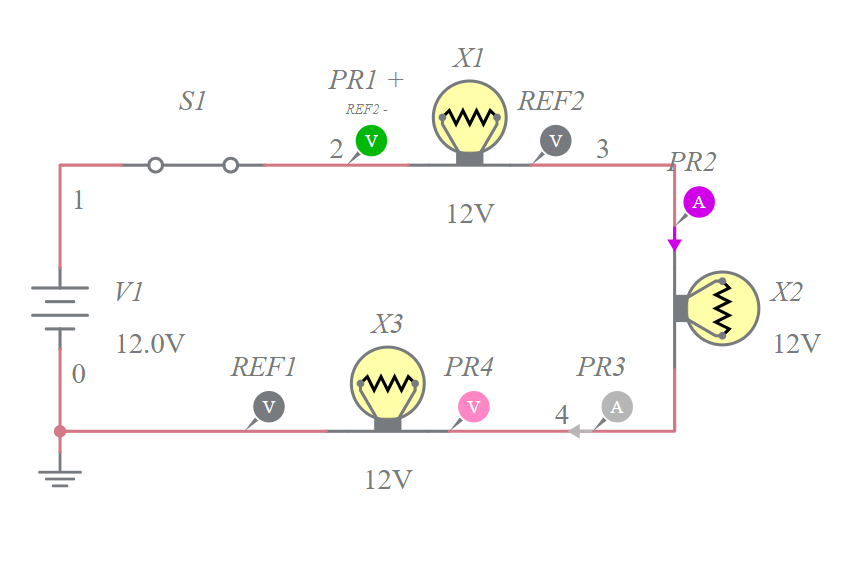 X1
PR1 +
S1
REF2 -
REF2
V
V
2
3
PR2
A
1
12V
V1
X2
12.0V
X3
12V
0
REF1
PR4
PR3
V
V
A
4
12V